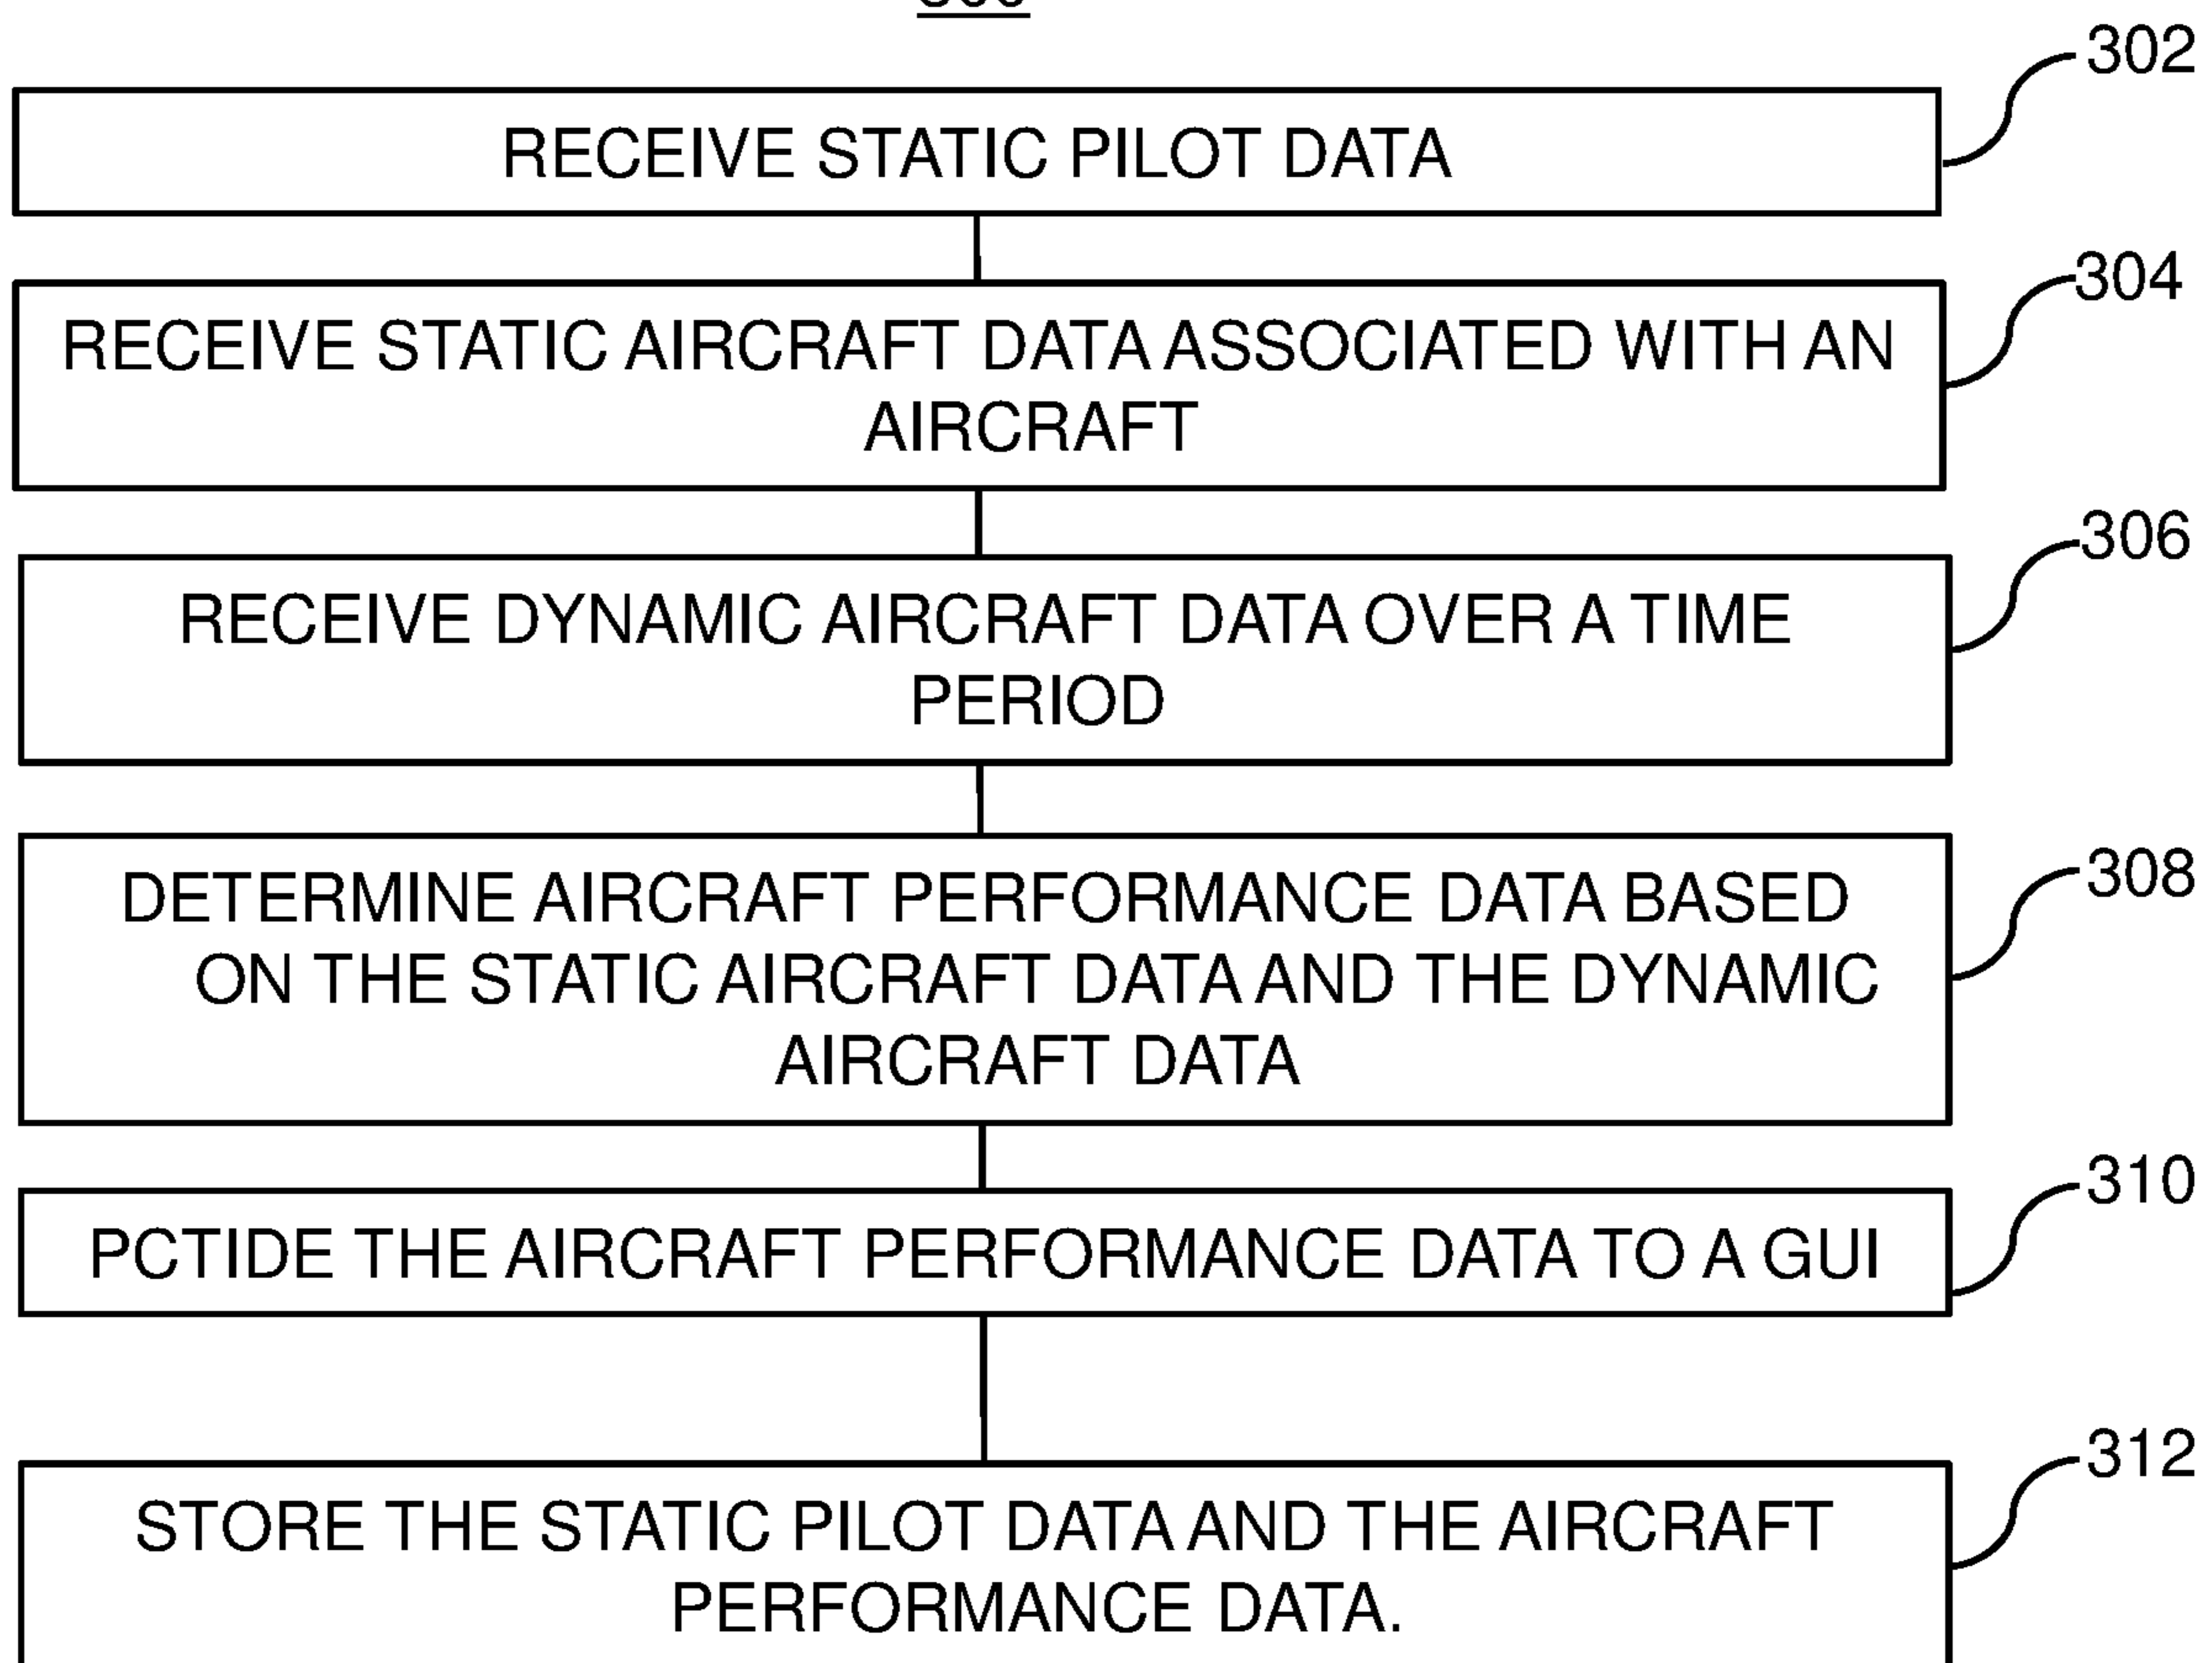 302
RECEIVE STATIC PILOT DATA
304
RECEIVE STATIC AIRCRAFT DATA ASSOCIATED WITH AN
AIRCRAFT
306
RECEIVE DYNAMIC AIRCRAFT DATA OVER A TIME
PERIOD
308
DETERMINE AIRCRAFT PERFORMANCE DATA BASED
ON THE STATIC AIRCRAFT DATA AND THE DYNAMIC
AIRCRAFT DATA
310
PCTIDE THE AIRCRAFT PERFORMANCE DATA TO A GUI
312
STORE THE STATIC PILOT DATA AND THE AIRCRAFT
PERFORMANCE DATA.